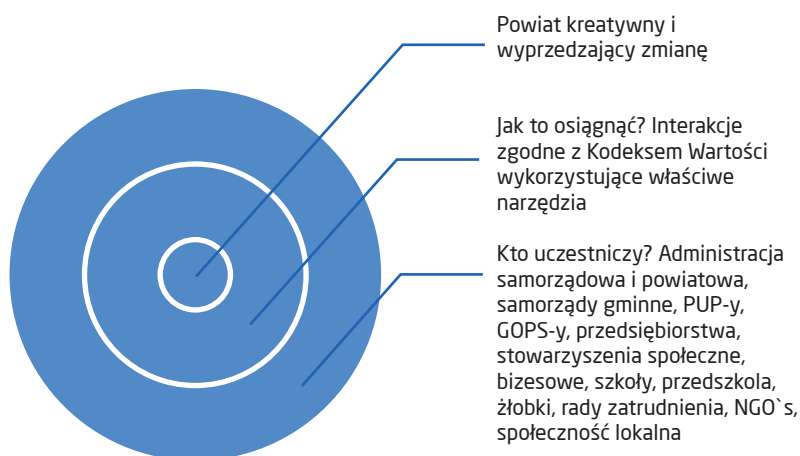 Powiat kreatywny i
wyprzedzający zmianę
Jak to osiągnąć? Interakcje
zgodne z Kodeksem Wartości
wykorzystujące właściwe
narzędzia
Kto uczestniczy? Administracja
samorządowa i powiatowa,
samorządy gminne, PUP-y,
GOPS-y, przedsiębiorstwa,
stowarzyszenia społeczne,
bizesowe, szkoły, przedszkola,
żłobki, rady zatrudnienia, NGO`s,
społeczność lokalna